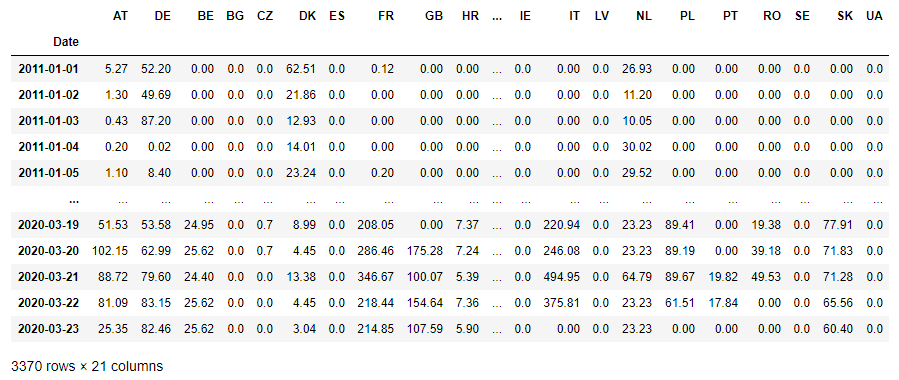 AT DE BE BG CZ DK ES FR GB HR ... IE IT LV NL PL PT RO SE SK UA
Date
2011-01-01 5.27 52.20 0.00 0.0 0.0 62.51 0.0 0.12 0.00 0.00 ... 0.0 0.00 0.0 26.93 0.00 0.00 0.00 0.0 0.00 0.0
2011-01-02 1.30 49.69 0.00 0.0 0.0 21.86 0.0 0.00 0.00 0.00 ... 0.0 0.00 0.0 11.20 0.00 0.00 0.00 0.0 0.00 0.0
2011-01-03 0.43 87.20 0.00 0.0 0.0 12.93 0.0 0.00 0.00 0.00 ... 0.0 0.00 0.0 10.05 0.00 0.00 0.00 0.0 0.00 0.0
2011-01-04 0.20 0.02 0.00 0.0 0.0 14.01 0.0 0.00 0.00 0.00 ... 0.0 0.00 0.0 30.02 0.00 0.00 0.00 0.0 0.00 0.0
2011-01-05 1.10 8.40 0.00 0.0 0.0 23.24 0.0 0.20 0.00 0.00 ... 0.0 0.00 0.0 29.52 0.00 0.00 0.00 0.0 0.00 0.0
... ... ... ... ... ... ... ... ... ... ... ... ... ... ... ... ... ... ... ... ... ...
2020-03-19 51.53 53.58 24.95 0.0 0.7 8.99 0.0 208.05 0.00 7.37 ... 0.0 220.94 0.0 23.23 89.41 0.00 19.38 0.0 77.91 0.0
2020-03-20 102.15 62.99 25.62 0.0 0.7 4.45 0.0 286.46 175.28 7.24 ... 0.0 246.08 0.0 23.23 89.19 0.00 39.18 0.0 71.83 0.0
2020-03-21 88.72 79.60 24.40 0.0 0.0 13.38 0.0 346.67 100.07 5.39 ... 0.0 494.95 0.0 64.79 89.67 19.82 49.53 0.0 71.28 0.0
2020-03-22 81.09 83.15 25.62 0.0 0.0 4.45 0.0 218.44 154.64 7.36 ... 0.0 375.81 0.0 23.23 61.51 17.84 0.00 0.0 65.56 0.0
2020-03-23 25.35 82.46 25.62 0.0 0.0 3.04 0.0 214.85 107.59 5.90 ... 0.0 0.00 0.0 23.23 0.00 0.00 0.00 0.0 60.40 0.0
3370 rows × 21 columns